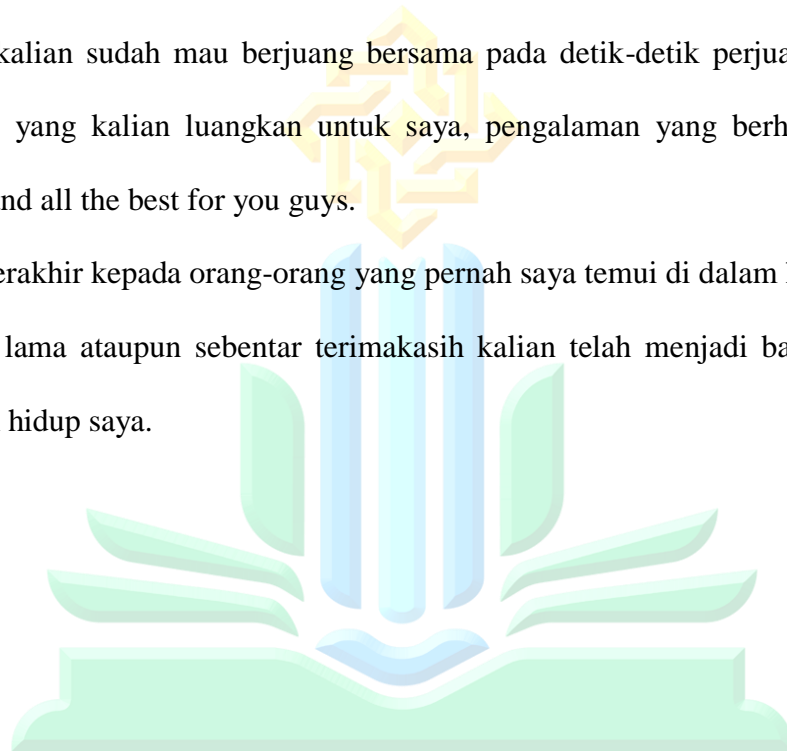 kalian sudah mau berjuang bersama pada detik-detik perjua
yang kalian luangkan untuk saya, pengalaman yang berh
nd all the best for you guys.
erakhir kepada orang-orang yang pernah saya temui di dalam
lama ataupun sebentar terimakasih kalian telah menjadi ba
hidup saya.